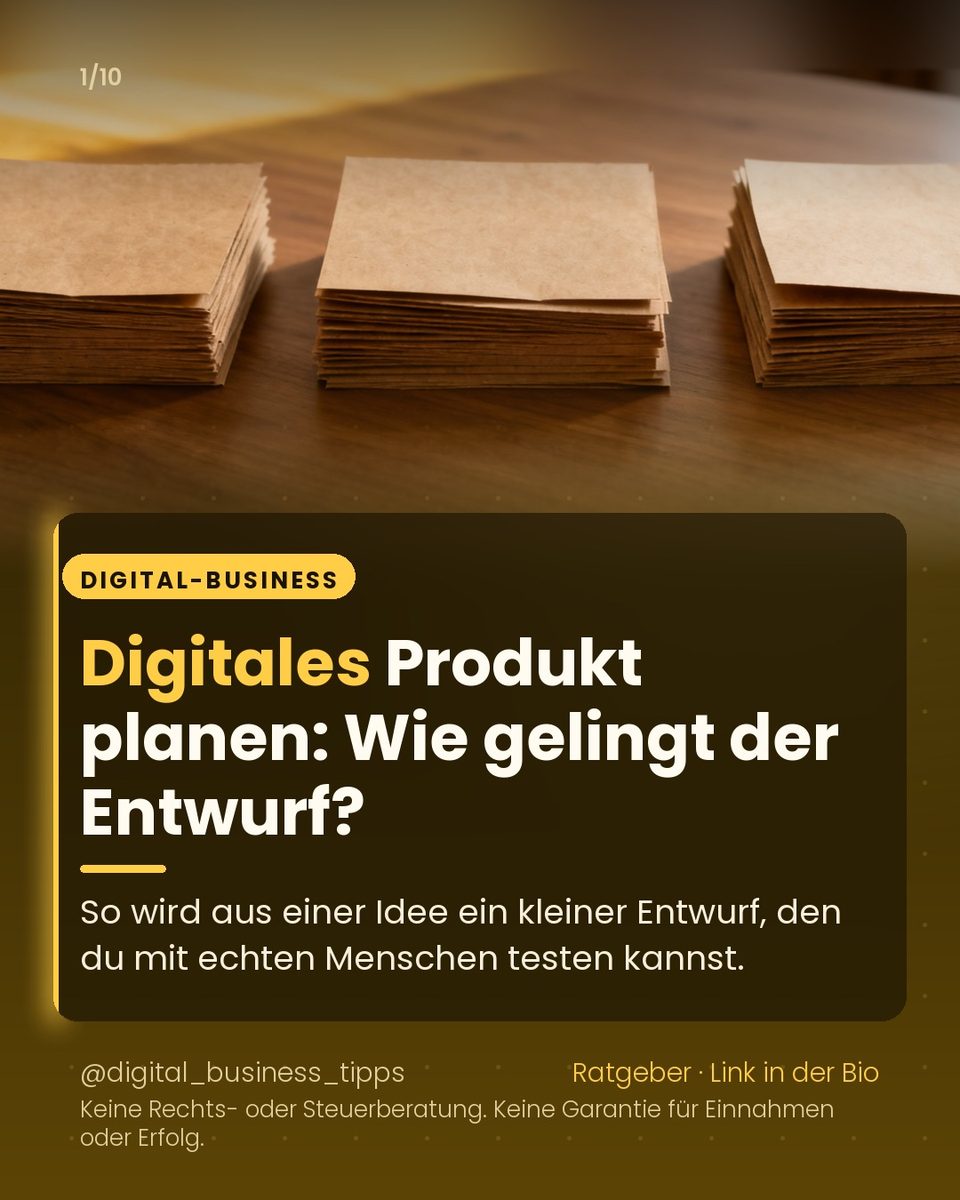 1/10
DIGITAL-BUSINESS
Digitales Produkt
planen: Wie gelingt der
Entwurf?
So wird aus einer Idee ein kleiner Entwurf, den
du mit echten Menschen testen kannst.
@digital_business_tipps
Ratgeber · Link in der Bio
Keine Rechts- oder Steuerberatung. Keine Garantie für Einnahmen
oder Erfolg.